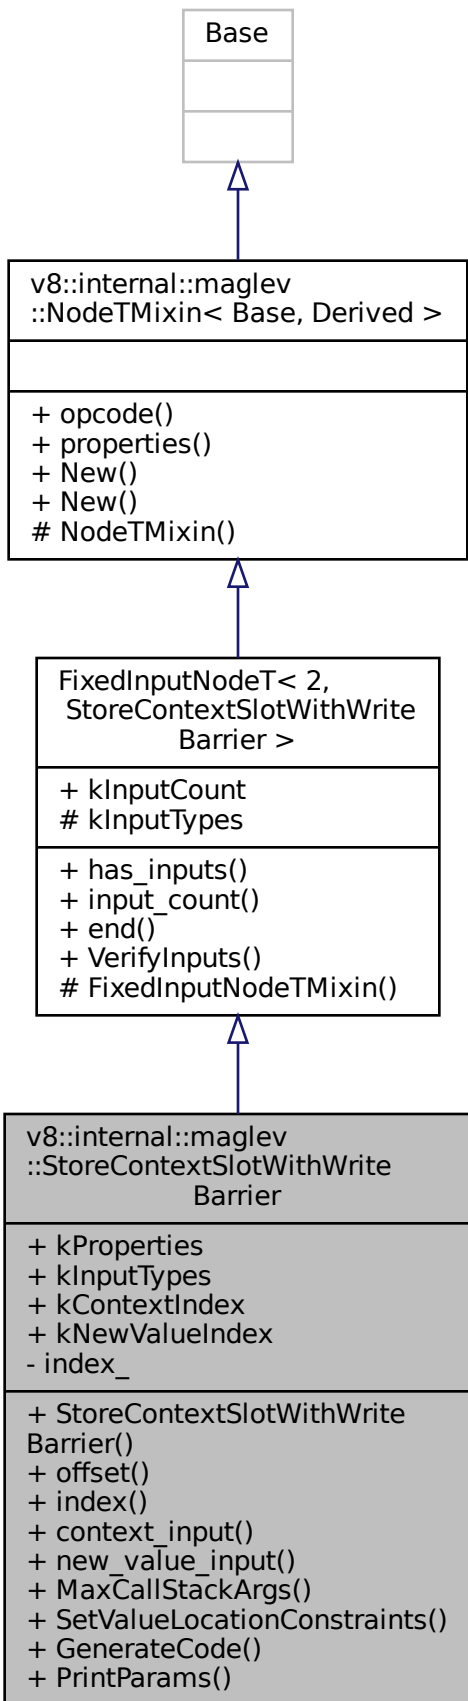 Base
v8::internal::maglev
::NodeTMixin< Base, Derived >
+ opcode()
+ properties()
+ New()
+ New()
# NodeTMixin()
FixedInputNodeT< 2,
StoreContextSlotWithWrite
Barrier >
+ kInputCount
# kInputTypes
+ has_inputs()
+ input_count()
+ end()
+ VerifyInputs()
# FixedInputNodeTMixin()
v8::internal::maglev
::StoreContextSlotWithWrite
Barrier
+ kProperties
+ kInputTypes
+ kContextIndex
+ kNewValueIndex
- index_
+ StoreContextSlotWithWrite
Barrier()
+ offset()
+ index()
+ context_input()
+ new_value_input()
+ MaxCallStackArgs()
+ SetValueLocationConstraints()
+ GenerateCode()
+ PrintParams()